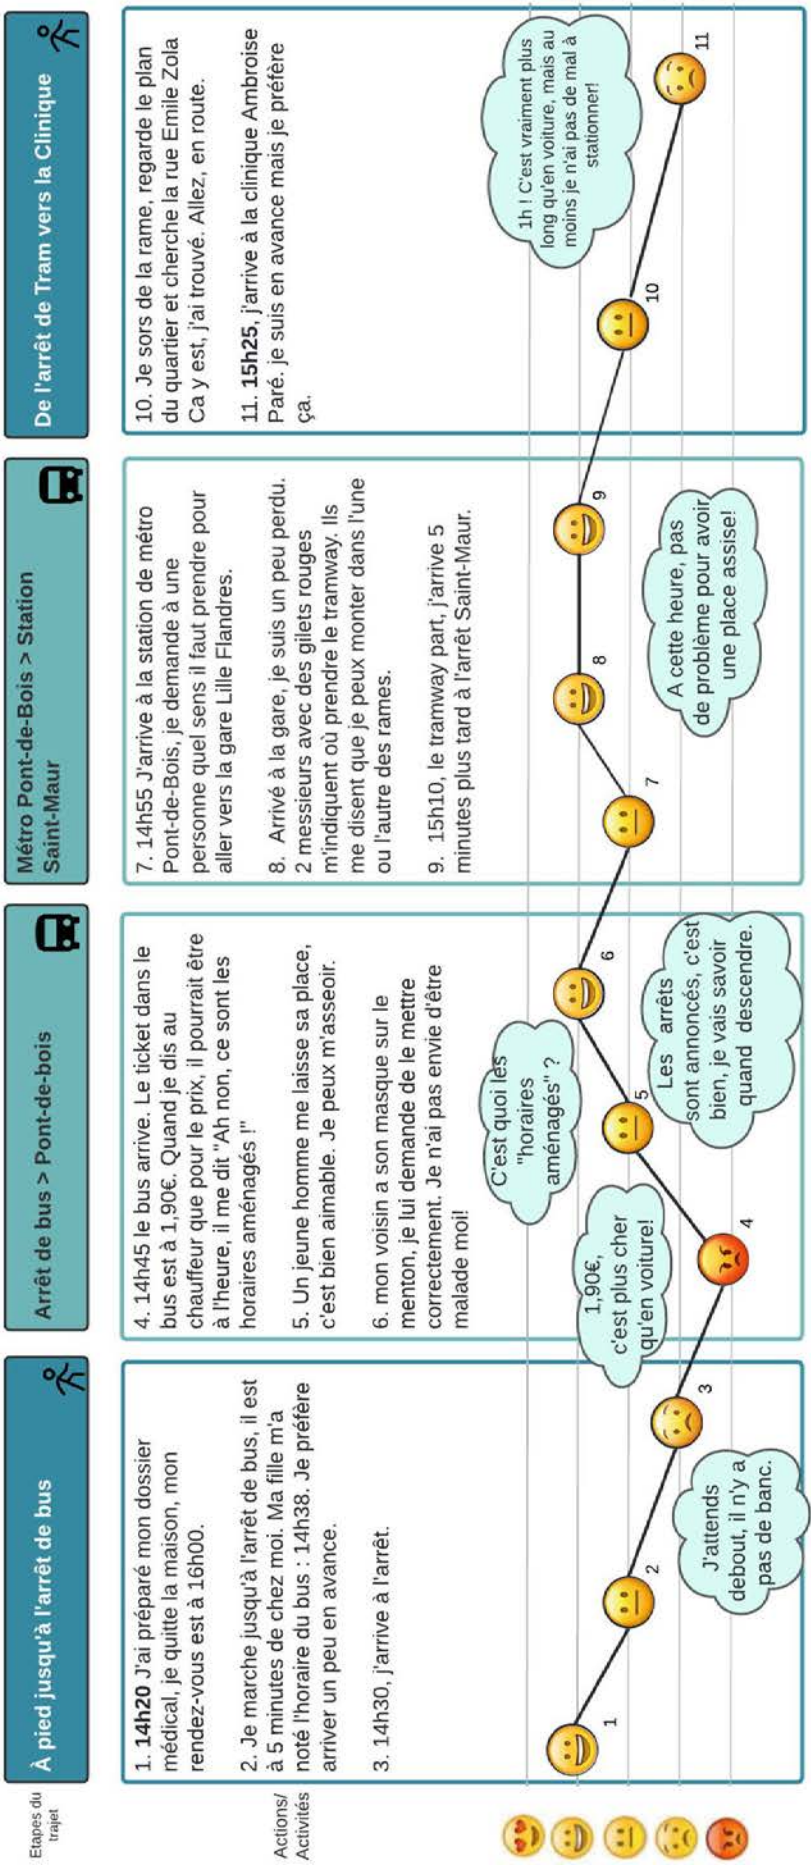 Etapes du
trajet
À pied jusqu'à l'arrêt de bus
Arrêt de bus > Pont-de-bois
Métro Pont-de-Bois > Station
Saint-Maur
De l'arrêt de Tram vers la Clinique
Actions/
Activités
1. 14h20 J'ai préparé mon dossier
médical, je quitte la maison, mon
rendez-vous est à 16h00.
2. Je marche jusqu'à l'arrêt de bus, il est
à 5 minutes de chez moi. Ma fille m'a
noté l'horaire du bus : 14h38. Je préfère
arriver un peu en avance.
3. 14h30, j'arrive à l'arrêt.
4. 14h45 le bus arrive. Le ticket dans le
bus est à 1,90€. Quand je dis au
chauffeur que pour le prix, il pourrait être
à l'heure, il me dit "Ah non, ce sont les
horaires aménagés !"
5. Un jeune homme me laisse sa place,
c'est bien aimable. Je peux m'asseoir.
6. mon voisin a son masque sur le
menton, je lui demande de le mettre
correctement. Je n'ai pas envie d'être
malade moi!
7. 14h55 J'arrive à la station de métro
Pont-de-Bois, je demande à une
personne quel sens il faut prendre pour
aller vers la gare Lille Flandres.
8. Arrivé à la gare, je suis un peu perdu.
2 messieurs avec des gilets rouges
m'indiquent où prendre le tramway. Ils
me disent que je peux monter dans l'une
ou l'autre des rames.
9. 15h10, le tramway part, j'arrive 5
minutes plus tard à l'arrêt Saint-Maur.
10. Je sors de la rame, regarde le plan
du quartier et cherche la rue Emile Zola
Ca y est, j'ai trouvé. Allez, en route.
11. 15h25, j'arrive à la clinique Ambroise
Paré. je suis en avance mais je préfère
ça.
1
2
3
J'attends
debout, il n'y a
pas de banc.
4
1,90€,
c'est plus cher
qu'en voiture!
5
C'est quoi les
"horaires
aménagés" ?
6
Les arrêts
sont annoncés, c'est
bien, je vais savoir
quand descendre.
7
8
9
A cette heure, pas
de problème pour avoir
une place assise!
10
11
1h ! C'est vraiment plus
long qu'en voiture, mais au
moins je n'ai pas de mal à
stationner!